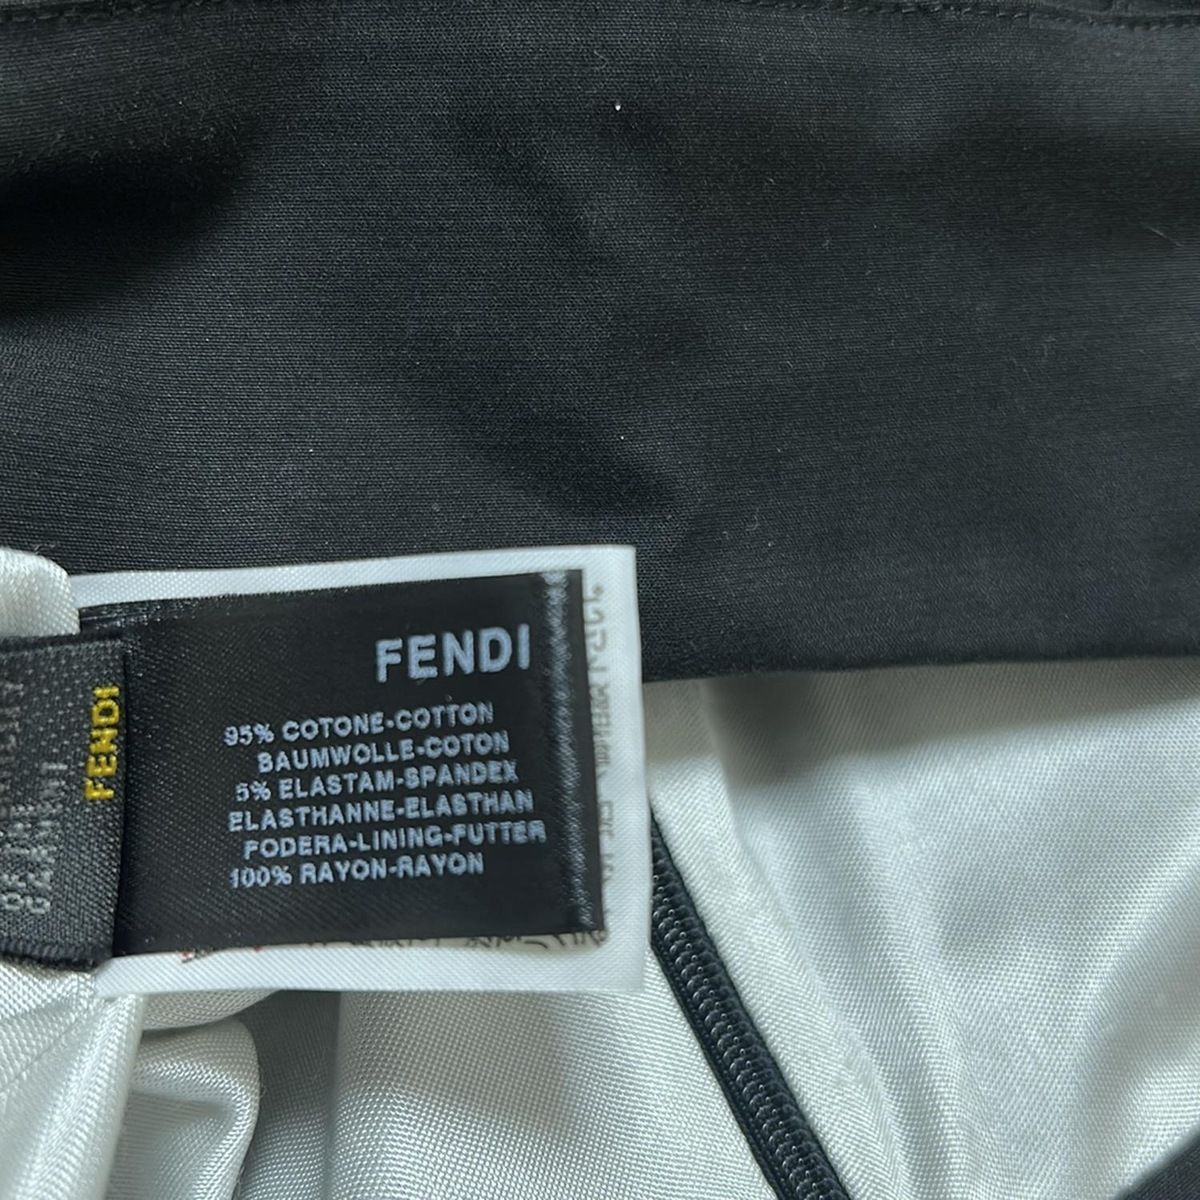 FENDI
95% COTONE-COTTON
BAUMWOLLE-COTON
5% ELASTAM-SPANDEX
ELASTHANNE-ELASTHAN
FODERA-LINING-FUTTER
100% RAYON-RAYON
FENDI